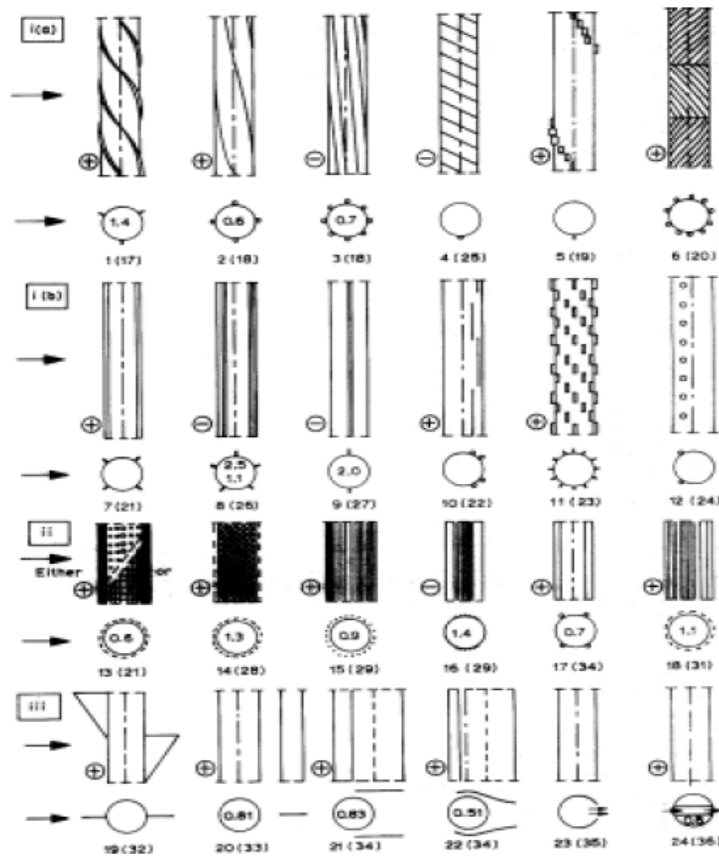 i(a)
⊕ ⊕ ⊖ ⊖ ⊕ ⊕
1.4 0.6 0.7
1(17) 2(18) 3(18) 4(25) 5(19) 6(20)
i(b)
⊕ ⊖ ⊖ ⊕ ⊕
2.5
1.1 2.0
7(21) 8(26) 9(27) 10(22) 11(23) 12(24)
ii
Either or
⊕ ⊕ ⊕ ⊖ ⊕ ⊕
0.6 1.3 0.9 1.4 0.7 1.1
13(21) 14(28) 15(29) 16(29) 17(34) 18(31)
iii
⊕ ⊕ ⊕ ⊕ ⊕
0.81 0.83 0.51
19(32) 20(33) 21(34) 22(34) 23(35) 24(36)